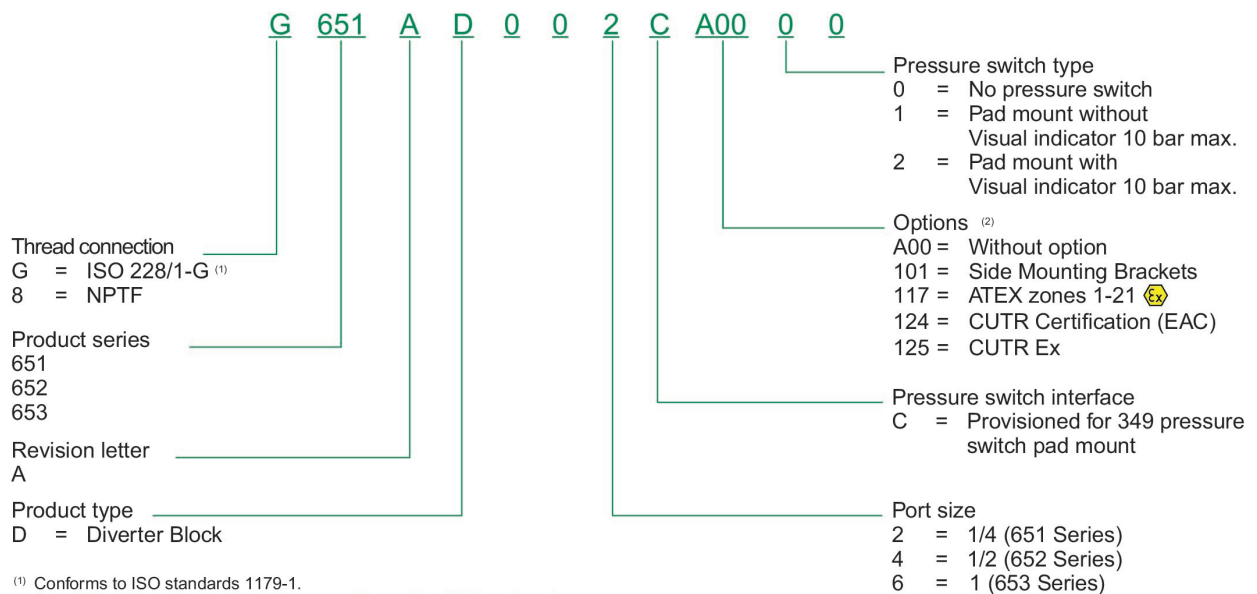 G 651 A D 0 0 2 C A00 0 0
Thread connection
G = ISO 228/1-G (1)
8 = NPTF
Product series
651
652
653
Revision letter
A
Product type
D = Diverter Block
(1) Conforms to ISO standards 1179-1.
Pressure switch type
0 = No pressure switch
1 = Pad mount without
Visual indicator 10 bar max.
2 = Pad mount with
Visual indicator 10 bar max.
Options (2)
A00 = Without option
101 = Side Mounting Brackets
117 = ATEX zones 1-21 Ex
124 = CUTR Certification (EAC)
125 = CUTR Ex
Pressure switch interface
C = Provisioned for 349 pressure
switch pad mount
Port size
2 = 1/4 (651 Series)
4 = 1/2 (652 Series)
6 = 1 (653 Series)